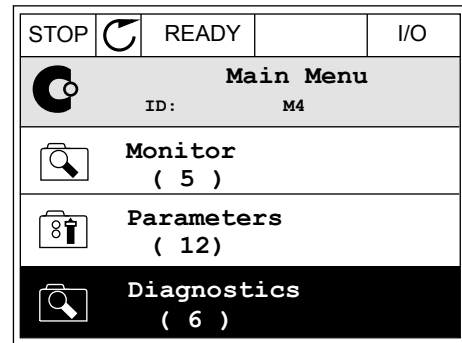 STOP READY I/O
Main Menu
ID: M4
Monitor
( 5 )
Parameters
( 12)
Diagnostics
( 6 )